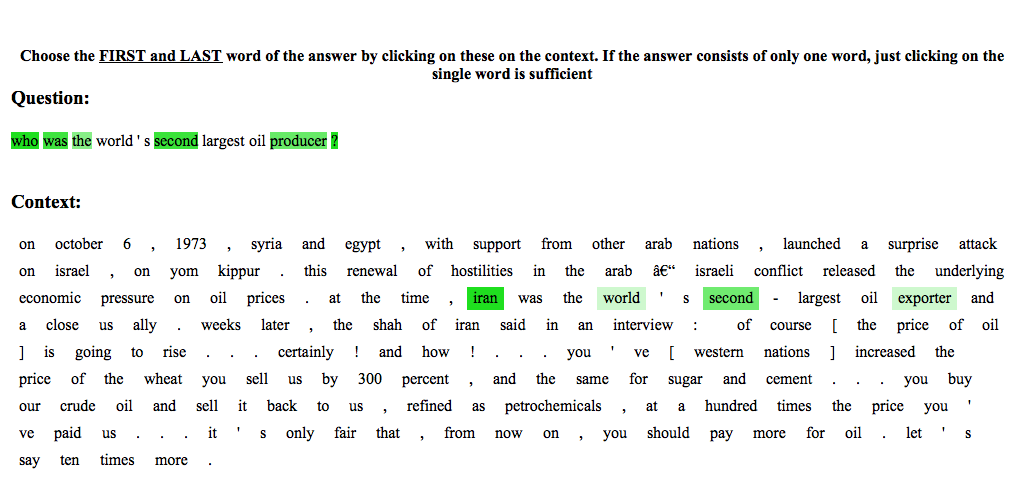 Choose the FIRST and LAST word of the answer by clicking on these on the context. If the answer consists of only one word, just clicking on the
single word is sufficient
Question:
who was the world ' s second largest oil producer ?
Context:
on october 6 , 1973 , syria and egypt , with support from other arab nations , launched a surprise attack
on israel , on yom kippur . this renewal of hostilities in the arab â€“ israeli conflict released the underlying
economic pressure on oil prices . at the time , iran was the world ' s second - largest oil exporter and
a close us ally . weeks later , the shah of iran said in an interview : of course [ the price of oil
] is going to rise . . . certainly ! and how ! . . . you ' ve [ western nations ] increased the
price of the wheat you sell us by 300 percent , and the same for sugar and cement . . . you buy
our crude oil and sell it back to us , refined as petrochemicals , at a hundred times the price you '
ve paid us . . . it ' s only fair that , from now on , you should pay more for oil . let ' s
say ten times more .